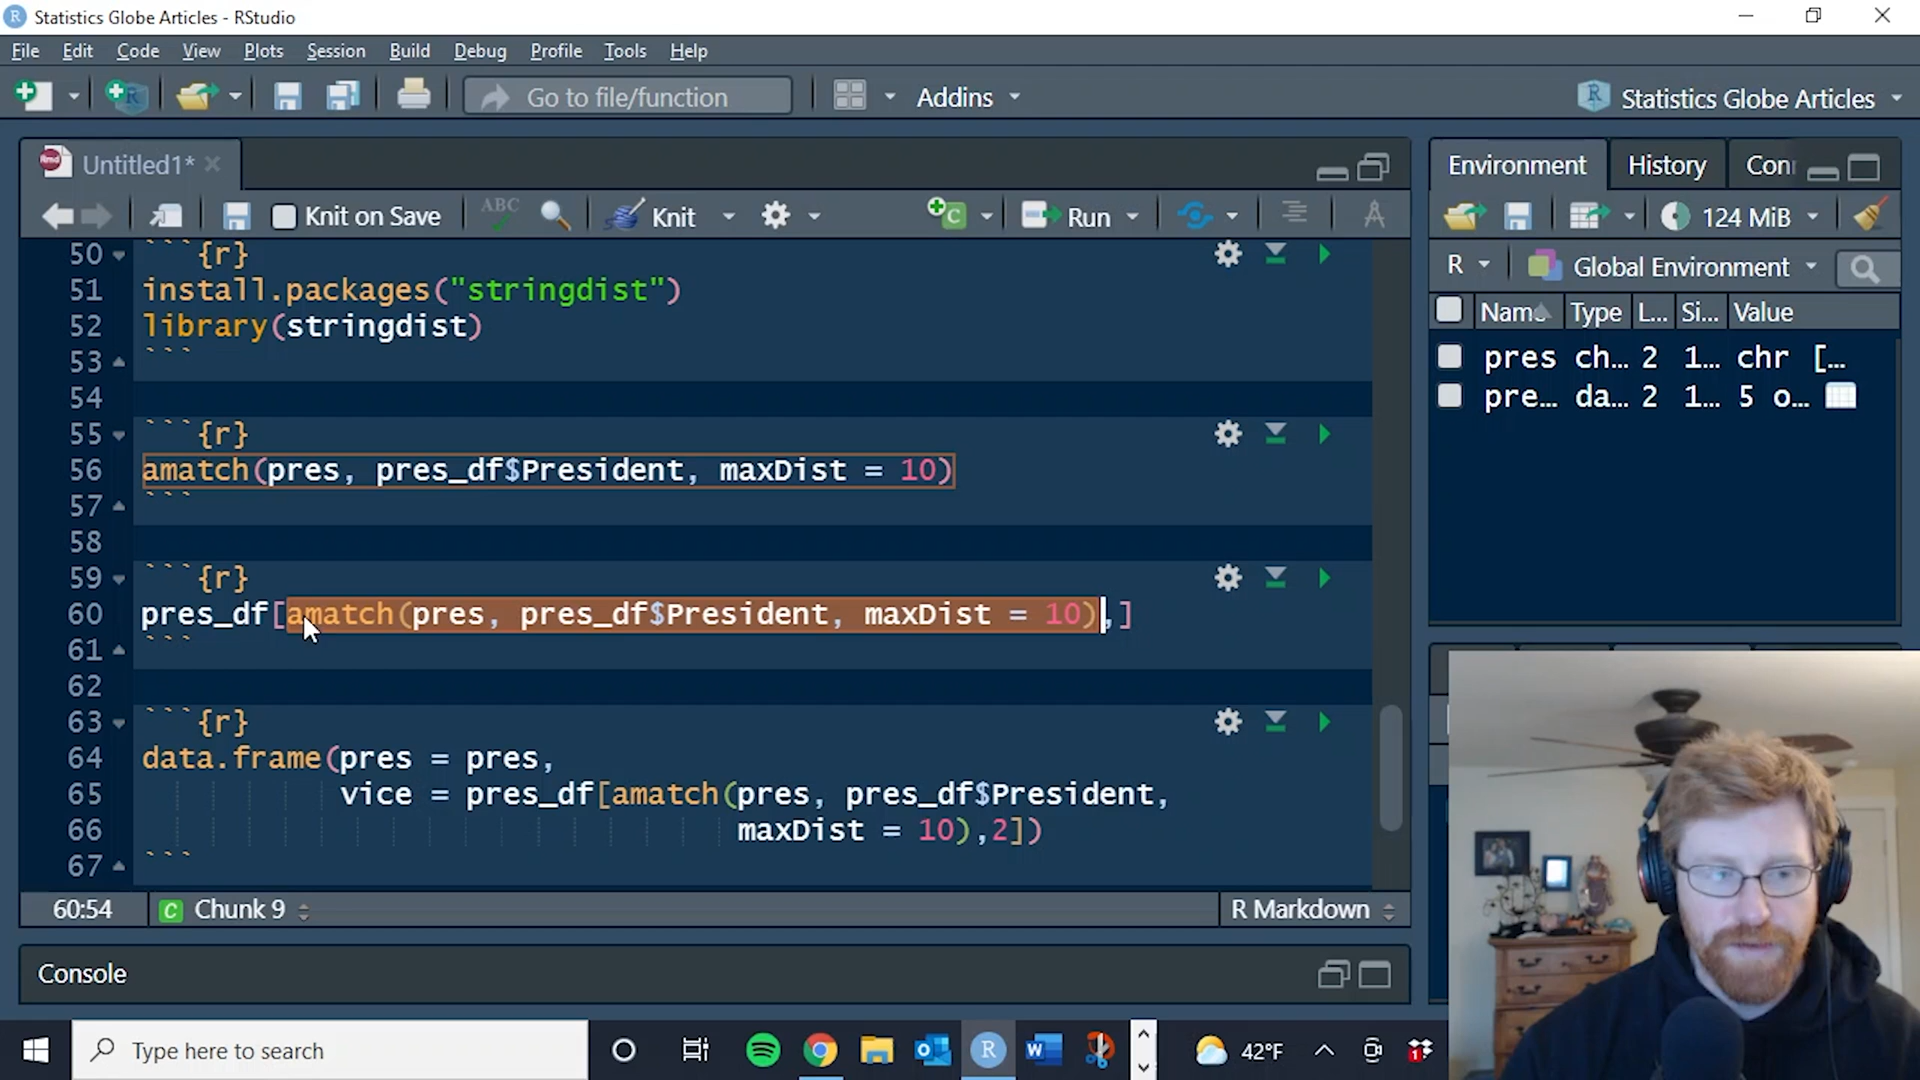 Statistics Globe Articles - RStudio
File Edit Code View Plots Session Build Debug Profile Tools Help
Go to file/function Addins Statistics Globe Articles
Untitled1*
Knit on Save ABC Knit Run
50 ```{r}
51 install.packages("stringdist")
52 library(stringdist)
53 ```
54
55 ```{r}
56 amatch(pres, pres_df$President, maxDist = 10)
57 ```
58
59 ```{r}
60 pres_df[amatch(pres, pres_df$President, maxDist = 10),]
61 ```
62
63 ```{r}
64 data.frame(pres = pres,
65 vice = pres_df[amatch(pres, pres_df$President,
66 maxDist = 10),2])
67 ```
60:54 C Chunk 9 R Markdown
Console
Environment History Con
124 MiB
R Global Environment
Name Type L... Si... Value
pres ch... 2 1... chr [...
pre... da... 2 1... 5 o...
Type here to search 42°F